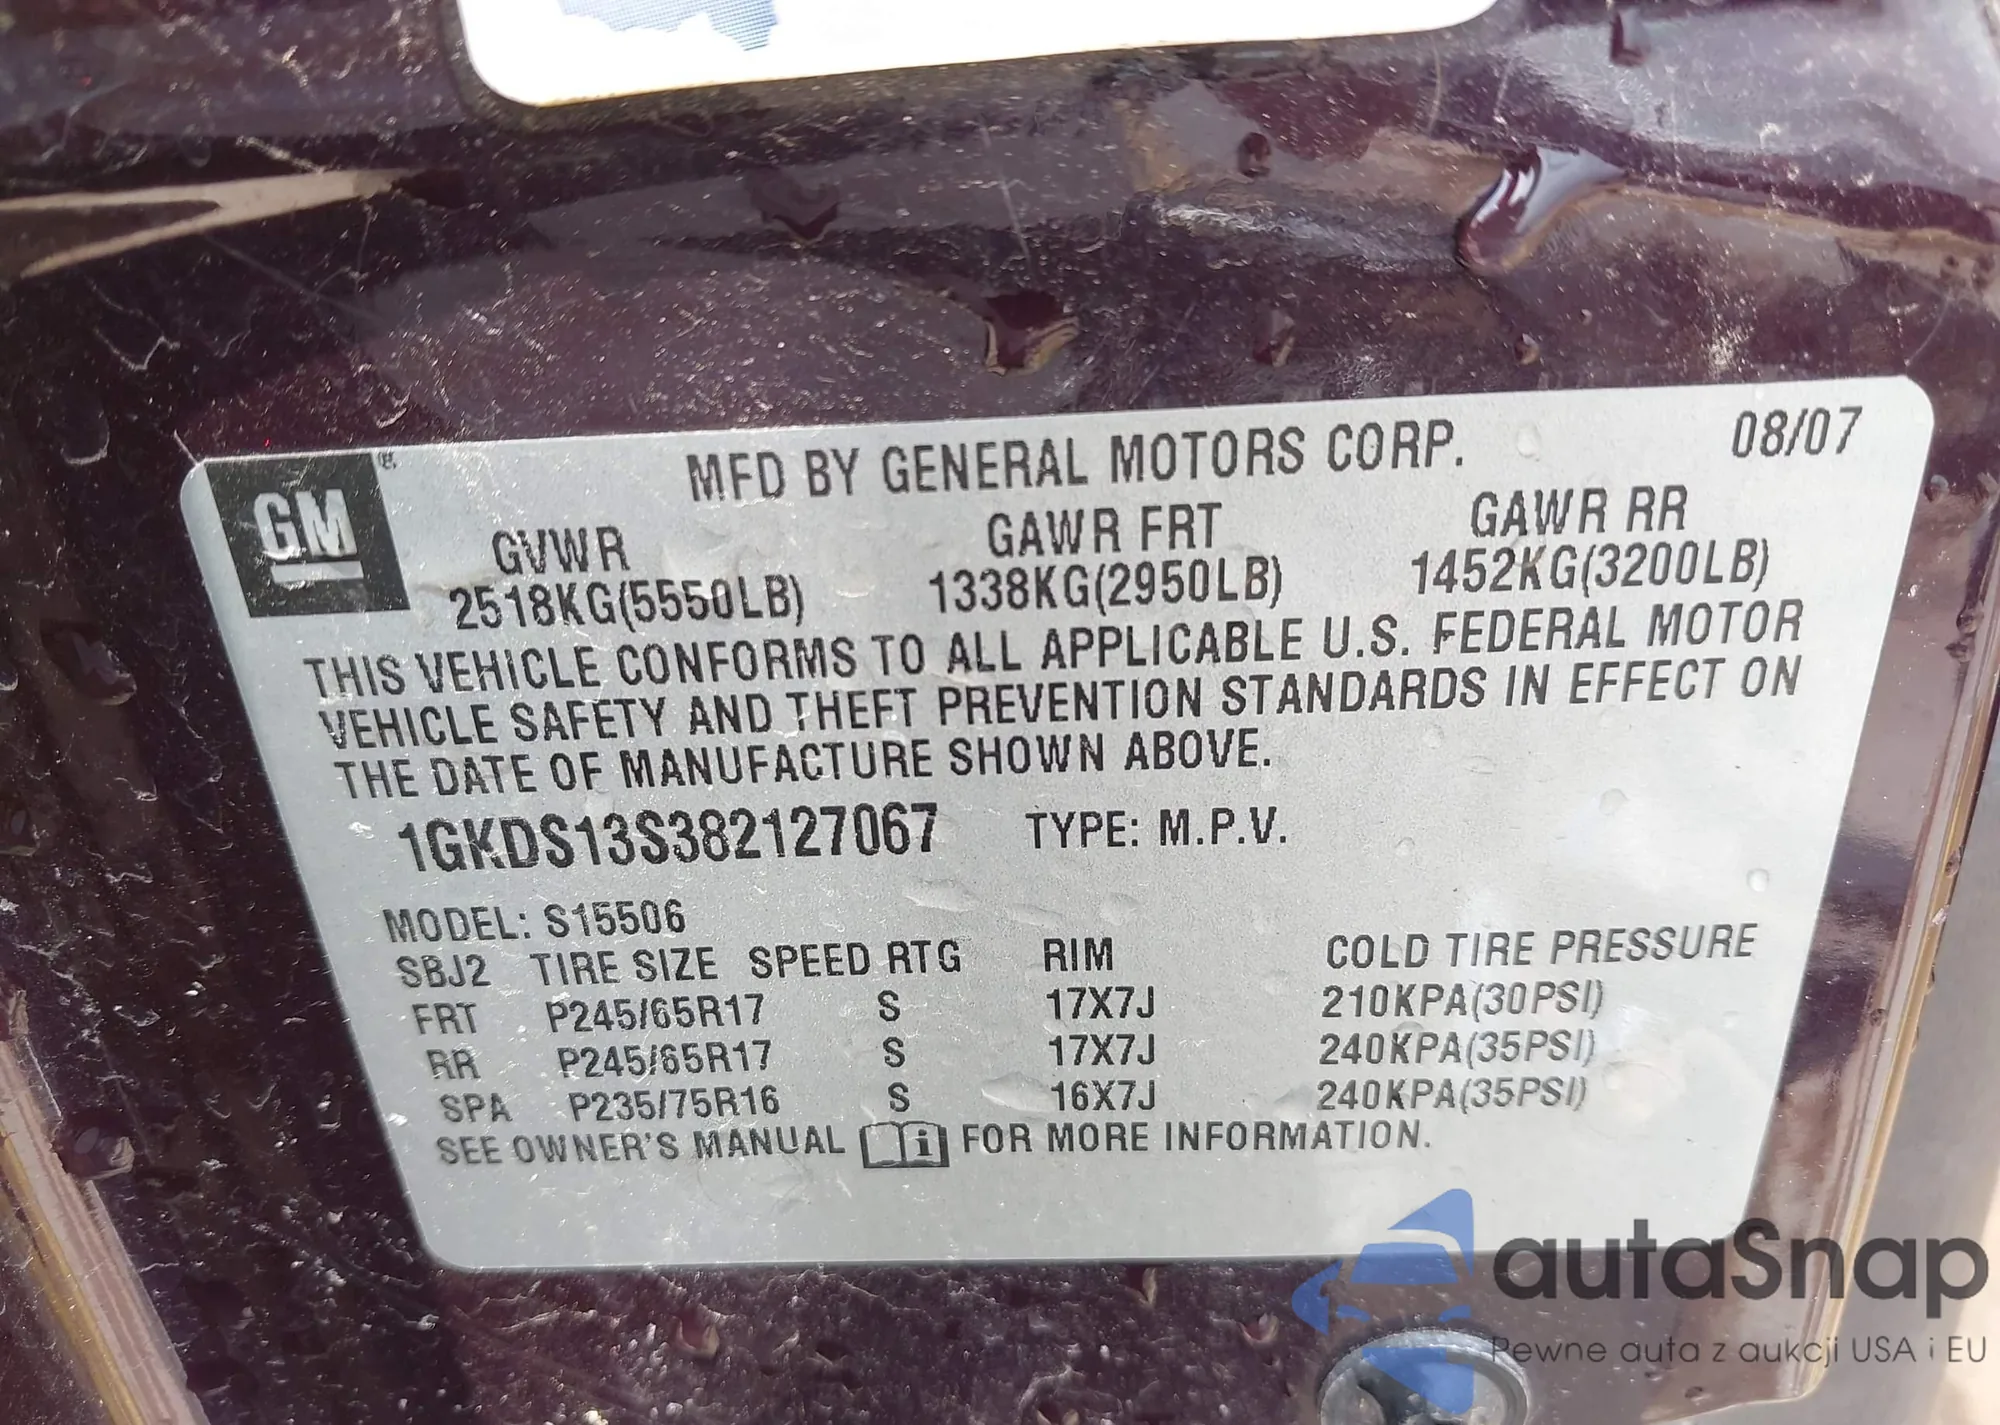 MFD BY GENERAL MOTORS CORP. 08/07
GM
GVWR GAWR FRT GAWR RR
2518KG(5550LB) 1338KG(2950LB) 1452KG(3200LB)
THIS VEHICLE CONFORMS TO ALL APPLICABLE U.S. FEDERAL MOTOR
VEHICLE SAFETY AND THEFT PREVENTION STANDARDS IN EFFECT ON
THE DATE OF MANUFACTURE SHOWN ABOVE.
1GKDS13S382127067 TYPE: M.P.V.
MODEL: S15506
SBJ2 TIRE SIZE SPEED RTG RIM COLD TIRE PRESSURE
FRT P245/65R17 S 17X7J 210KPA(30PSI)
RR P245/65R17 S 17X7J 240KPA(35PSI)
SPA P235/75R16 S 16X7J 240KPA(35PSI)
SEE OWNER'S MANUAL FOR MORE INFORMATION.
autaSnap
Pewne auta z aukcji USA i EU